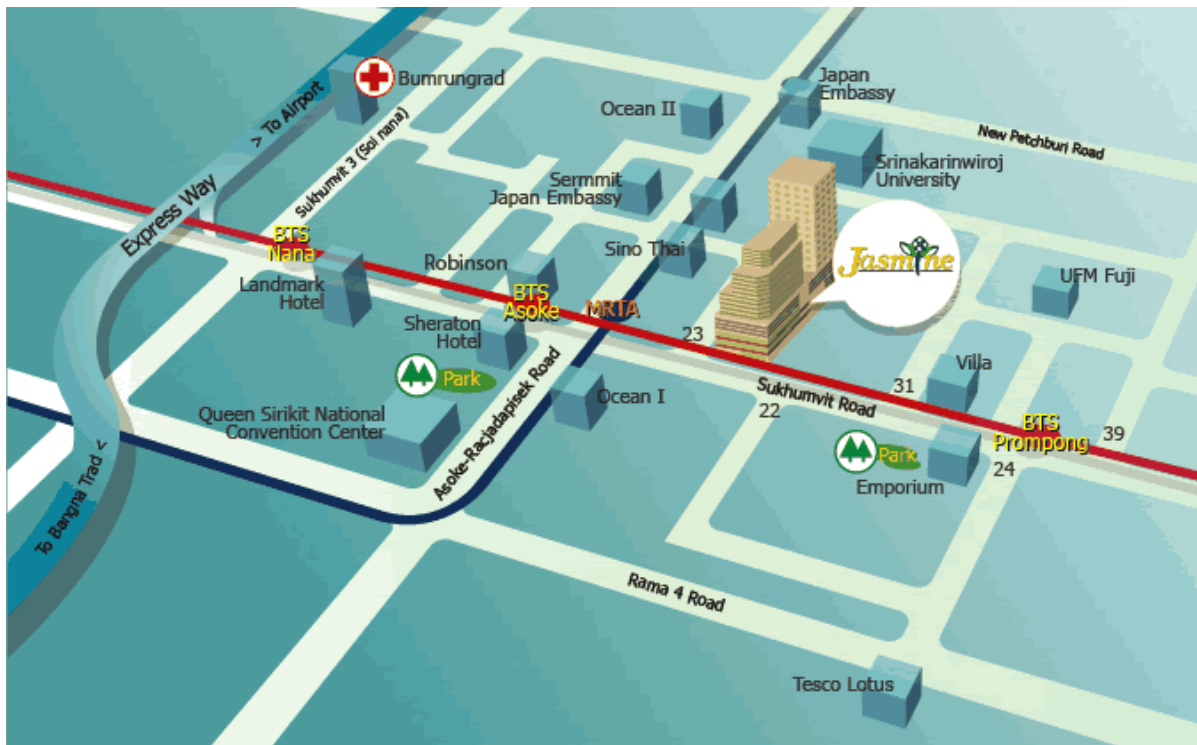 Bumrungrad
> To Airport
Sukhumvit 3 (Soi nana)
Express Way
Japan
Embassy
Ocean II
New Petchburi Road
Srinakarinwiroj
University
Sermmit
Japan Embassy
Sino Thai
Jasmine
UFM Fuji
BTS
Nana
Landmark
Hotel
Robinson
BTS
Asoke
MRTA
Sheraton
Hotel
23
Park
Asoke-Racjadapisek Road
Ocean I
Queen Sirikit National
Convention Center
Villa
31
Sukhumvit Road
22
BTS
Prompong
39
Park
Emporium
24
To Bangna Trad <
Rama 4 Road
Tesco Lotus